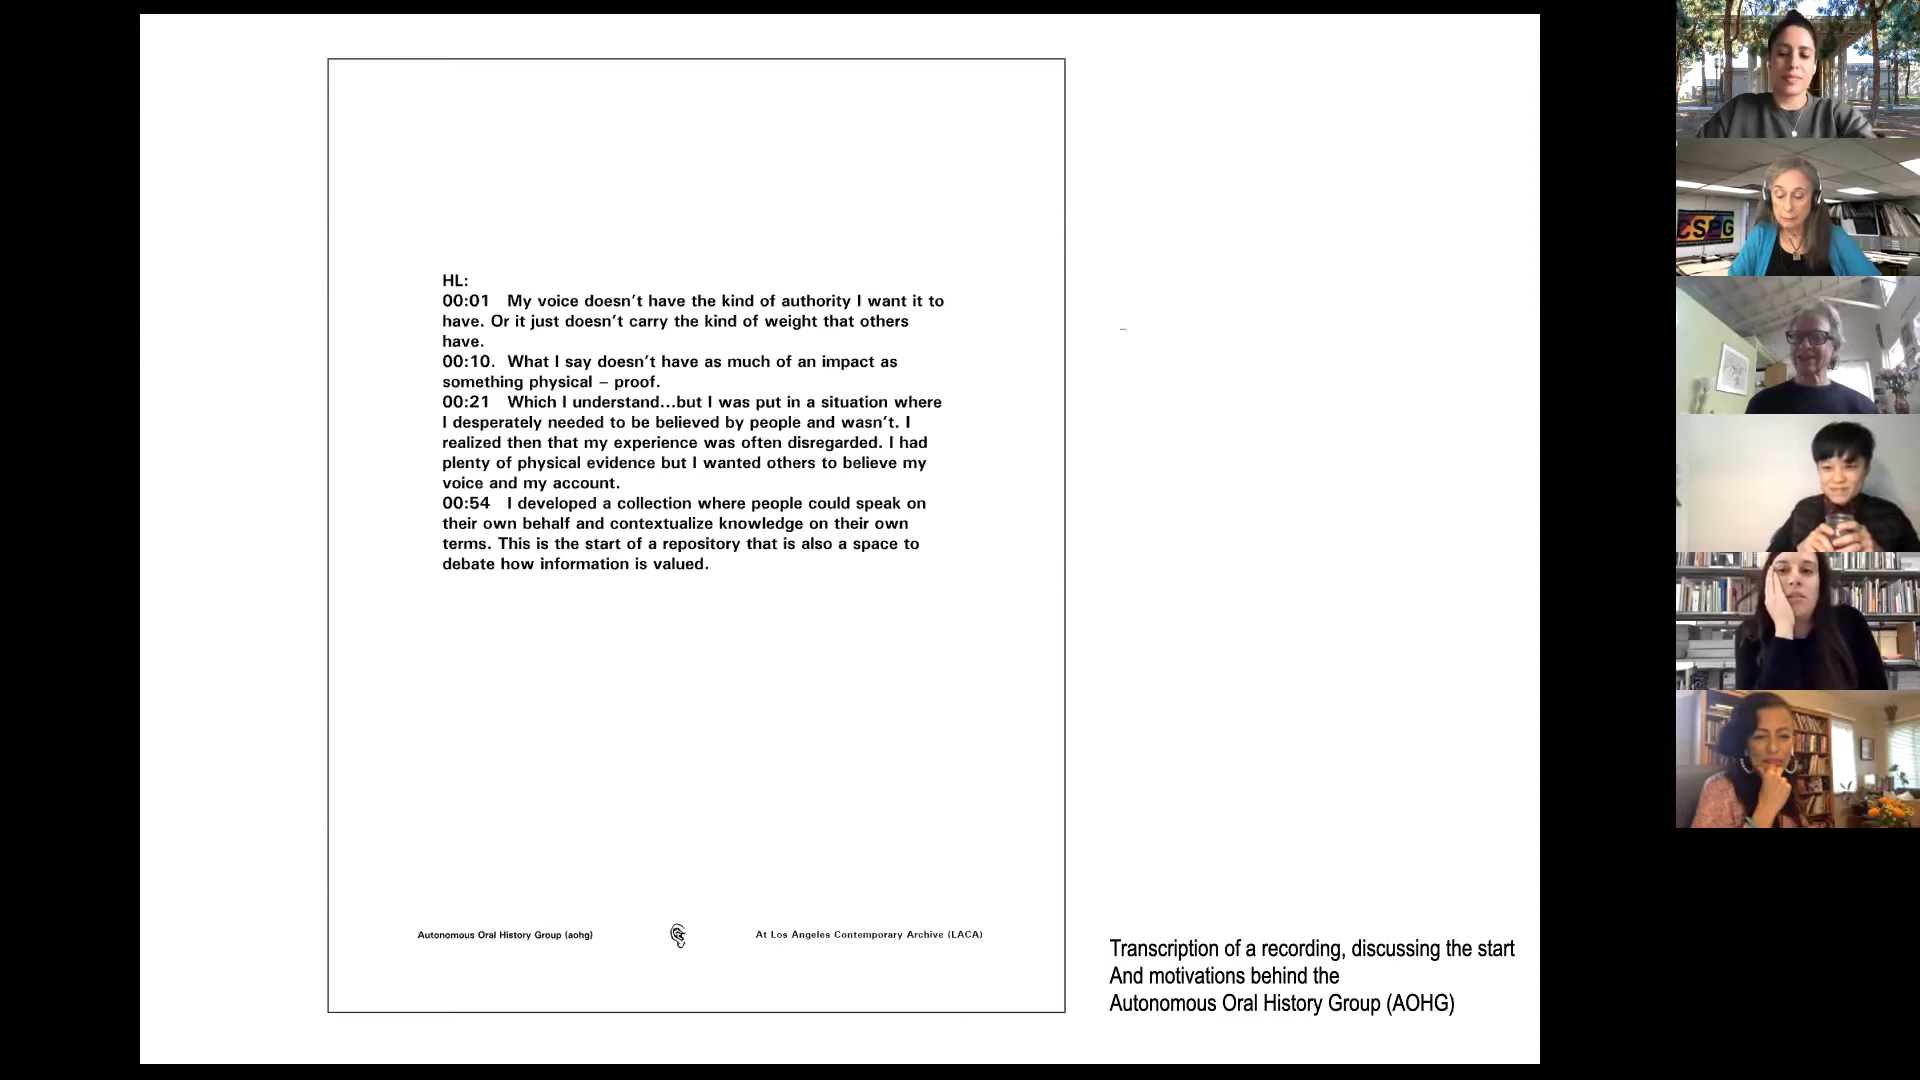 HL:
00:01 My voice doesn't have the kind of authority I want it to
have. Or it just doesn't carry the kind of weight that others
have.
00:10. What I say doesn't have as much of an impact as
something physical – proof.
00:21 Which I understand...but I was put in a situation where
I desperately needed to be believed by people and wasn't. I
realized then that my experience was often disregarded. I had
plenty of physical evidence but I wanted others to believe my
voice and my account.
00:54 I developed a collection where people could speak on
their own behalf and contextualize knowledge on their own
terms. This is the start of a repository that is also a space to
debate how information is valued.
Autonomous Oral History Group (aohg)
At Los Angeles Contemporary Archive (LACA)
Transcription of a recording, discussing the start
And motivations behind the
Autonomous Oral History Group (AOHG)
CSPG